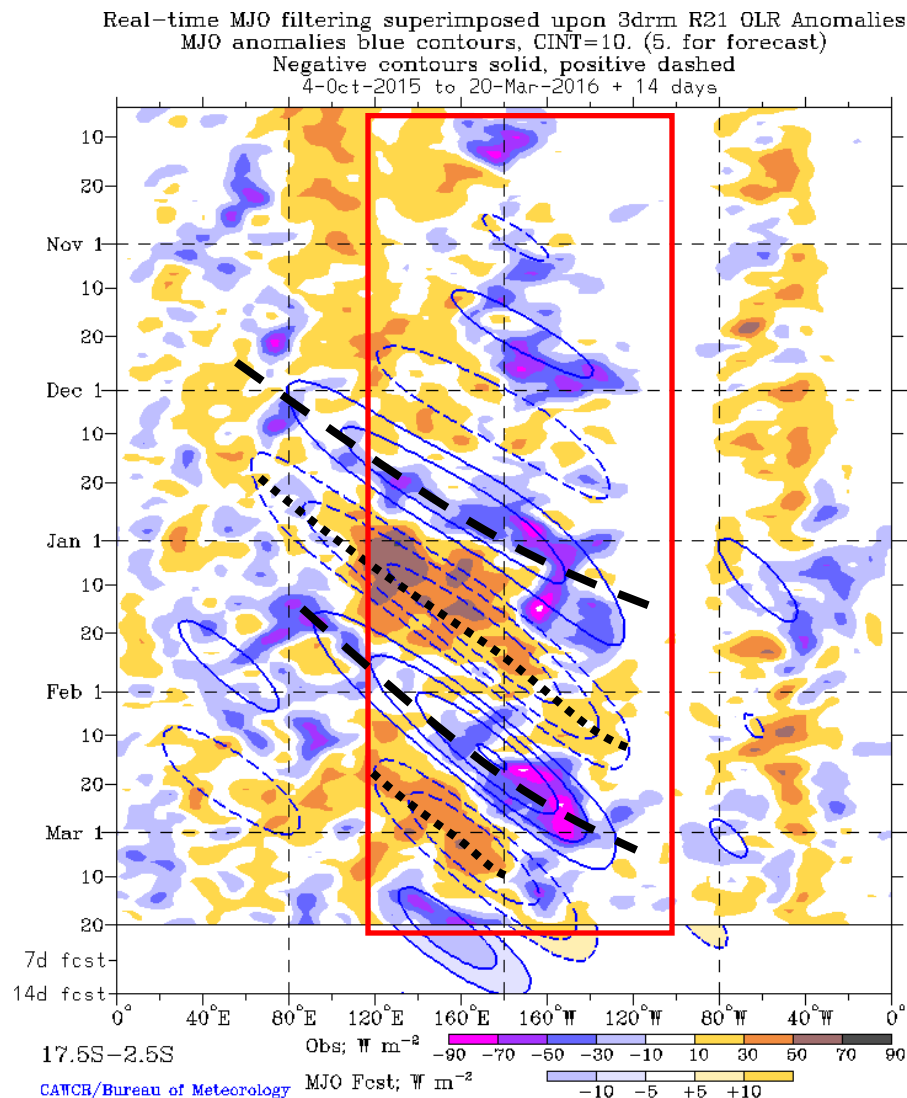 Real-time MJO filtering superimposed upon 3drm R21 OLR Anomalies
MJO anomalies blue contours, CINT=10. (5. for forecast)
Negative contours solid, positive dashed
4-Oct-2015 to 20-Mar-2016 + 14 days
10
20
Nov 1
10
20
Dec 1
10
20
Jan 1
10
20
Feb 1
10
20
Mar 1
10
20
7d fcst
14d fcst
0° 40°E 80°E 120°E 160°E 160°W 120°W 80°W 40°W 0°
17.5S-2.5S
Obs; W m-2
-90 -70 -50 -30 -10 10 30 50 70 90
CAWCR/Bureau of Meteorology
MJO Fcst; W m-2
-10 -5 +5 +10